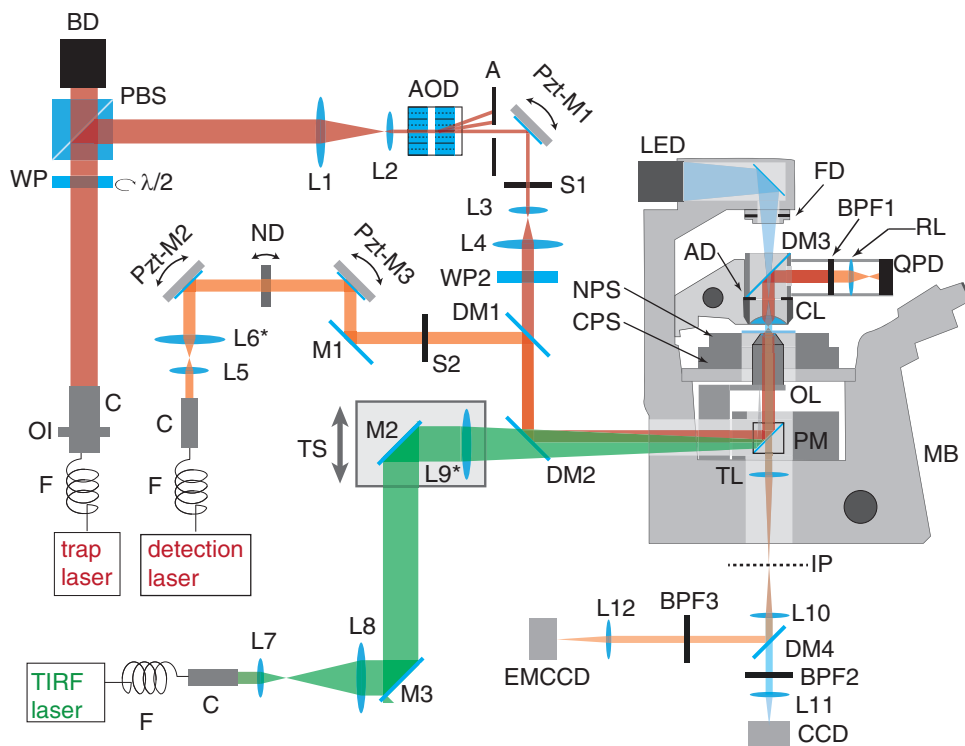 BD
PBS
WP
λ/2
L1
L2
AOD
A
Pzt-M1
S1
L3
L4
WP2
DM1
Pzt-M2
ND
Pzt-M3
L6*
L5
M1
S2
C
OI
F
trap
laser
C
F
detection
laser
TS
M2
L9*
DM2
LED
FD
BPF1
DM3
RL
AD
QPD
NPS
CL
CPS
OL
PM
MB
TL
IP
L12
BPF3
L10
DM4
EMCCD
BPF2
L11
CCD
TIRF
laser
F
C
L7
L8
M3